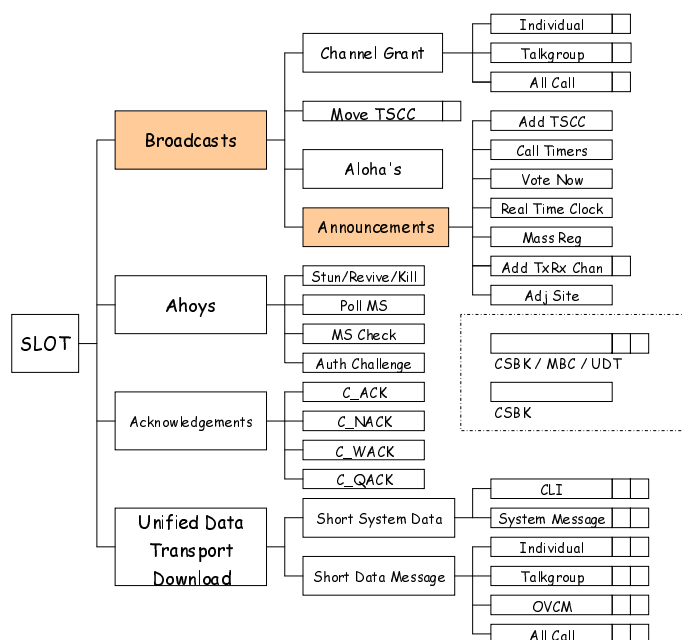 Individual
Channel Grant
Talkgroup
All Call
Move TSCC
Broadcasts
Aloha's
Announcements
Add TSCC
Call Timers
Vote Now
Real Time Clock
Mass Reg
Add TxRx Chan
Adj Site
SLOT
Ahoys
Stun/Revive/Kill
Poll MS
MS Check
Auth Challenge
CSBK / MBC / UDT
CSBK
Acknowledgements
C_ACK
C_NACK
C_WACK
C_QACK
Unified Data
Transport
Download
Short System Data
CLI
System Message
Short Data Message
Individual
Talkgroup
OVCM
All Call